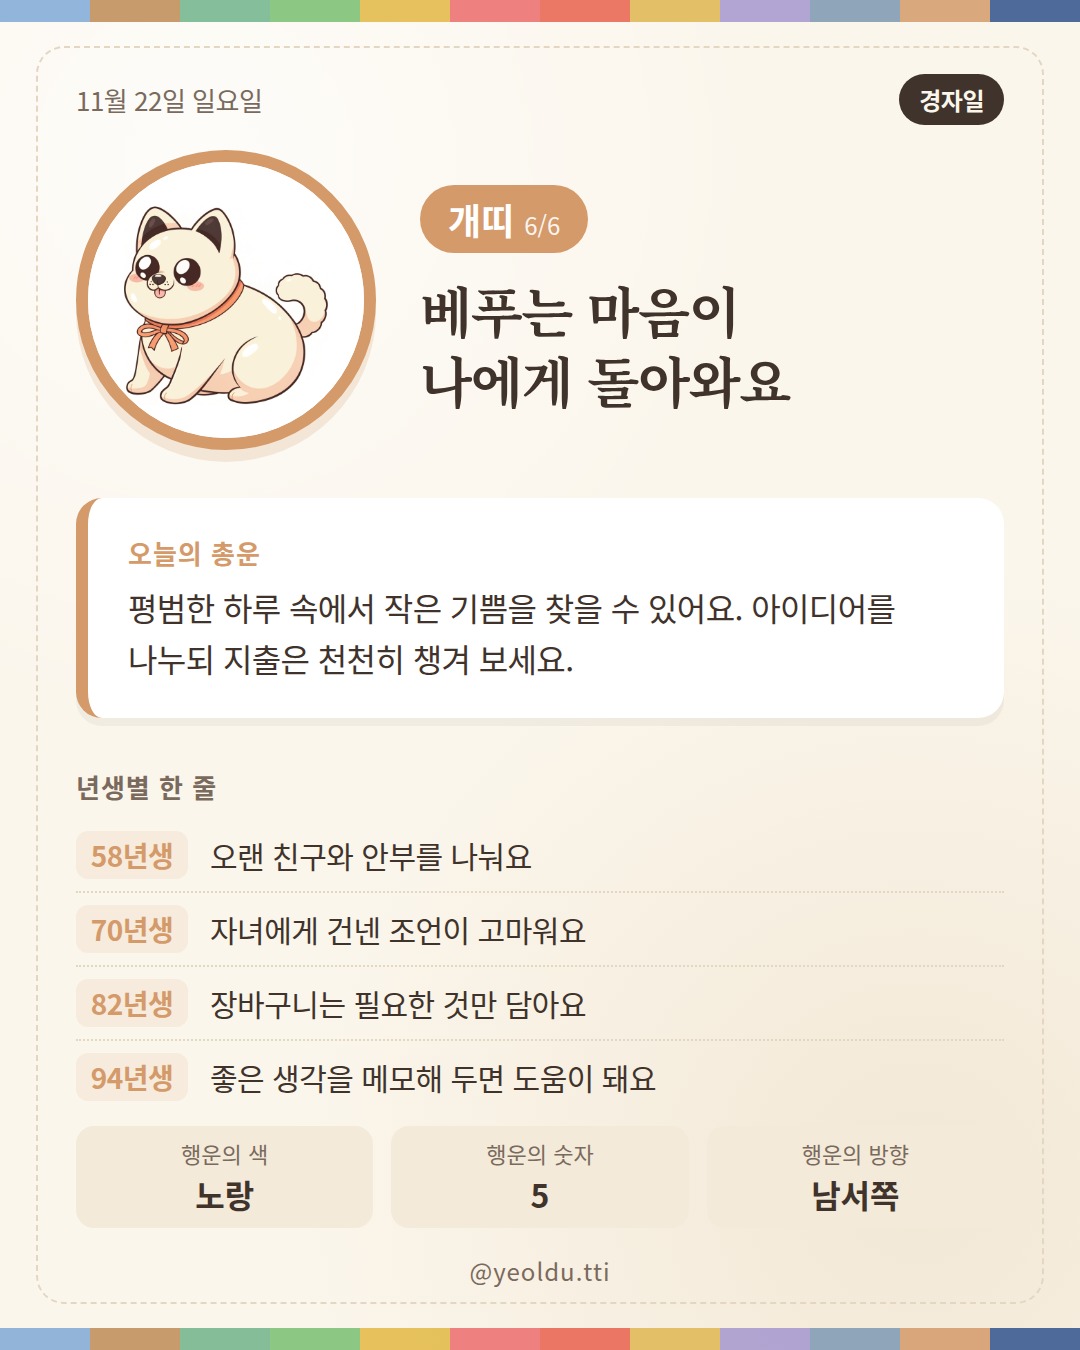 11월 22일 일요일
경자일
개띠 6/6
베푸는 마음이
나에게 돌아와요
오늘의 총운
평범한 하루 속에서 작은 기쁨을 찾을 수 있어요. 아이디어를
나누되 지출은 천천히 챙겨 보세요.
년생별 한 줄
58년생 오랜 친구와 안부를 나눠요
70년생 자녀에게 건넨 조언이 고마워요
82년생 장바구니는 필요한 것만 담아요
94년생 좋은 생각을 메모해 두면 도움이 돼요
행운의 색
노랑
행운의 숫자
5
행운의 방향
남서쪽
@yeoldu.tti